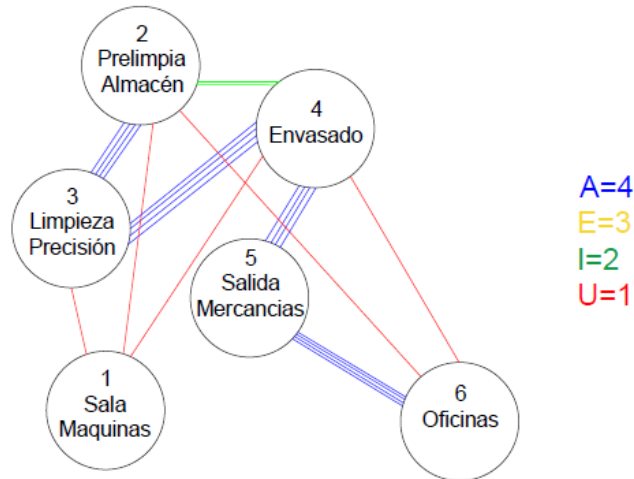 2
Prelimpia
Almacén
4
Envasado
3
Limpieza
Precisión
5
Salida
Mercancias
1
Sala
Maquinas
6
Oficinas
A=4
E=3
I=2
U=1